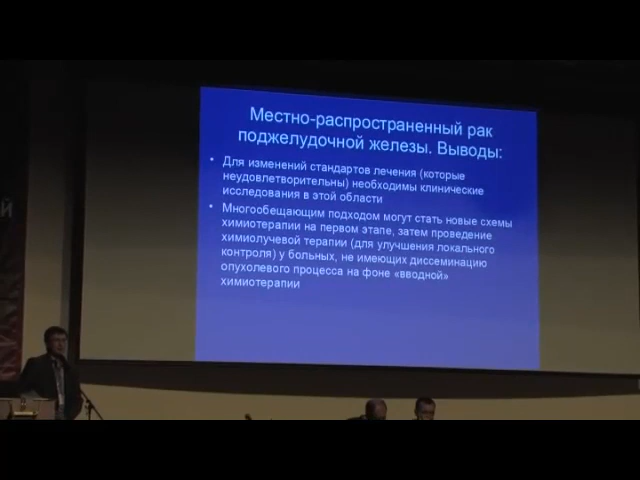 Местно-распространенный рак
поджелудочной железы. Выводы:
• Для изменений стандартов лечения (которые
неудовлетворительны) необходимы клинические
исследования в этой области
• Многообещающим подходом могут стать новые схемы
химиотерапии на первом этапе, затем проведение
химиолучевой терапии (для улучшения локального
контроля) у больных, не имеющих диссеминацию
опухолевого процесса на фоне «вводной»
химиотерапии